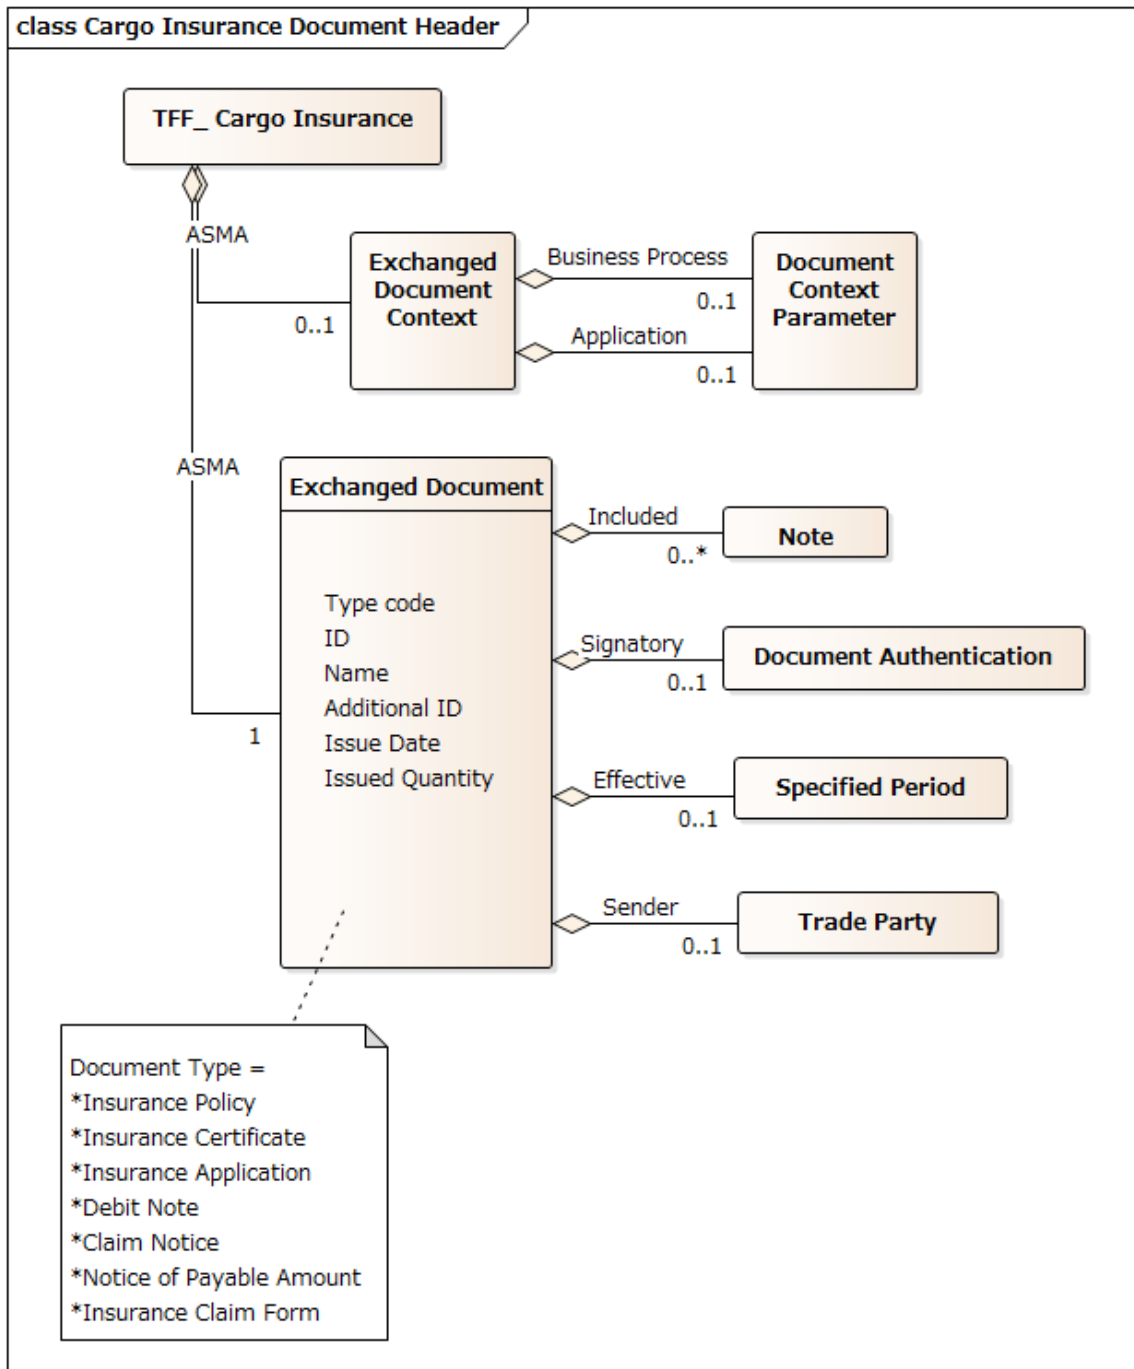 class Cargo Insurance Document Header
TFF_ Cargo Insurance
ASMA
0..1
Exchanged
Document
Context
Business Process
0..1
Application
0..1
Document
Context
Parameter
ASMA
1
Exchanged Document
Type code
ID
Name
Additional ID
Issue Date
Issued Quantity
Included
0..*
Note
Signatory
0..1
Document Authentication
Effective
0..1
Specified Period
Sender
0..1
Trade Party
Document Type =
*Insurance Policy
*Insurance Certificate
*Insurance Application
*Debit Note
*Claim Notice
*Notice of Payable Amount
*Insurance Claim Form